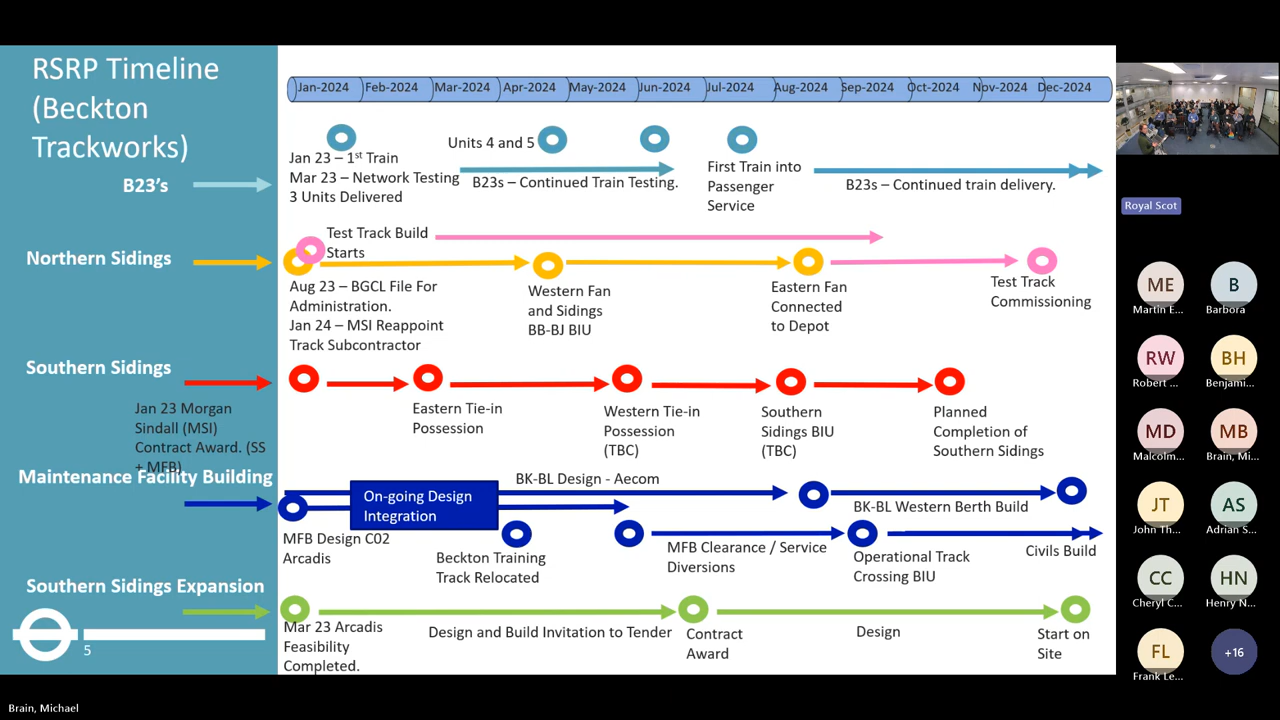 RSRP Timeline
(Beckton
Trackworks)
Jan-2024 Feb-2024 Mar-2024 Apr-2024 May-2024 Jun-2024 Jul-2024 Aug-2024 Sep-2024 Oct-2024 Nov-2024 Dec-2024
B23's
Jan 23 – 1st Train
Mar 23 – Network Testing
3 Units Delivered
Units 4 and 5
B23s – Continued Train Testing.
First Train into
Passenger
Service
B23s – Continued train delivery.
Northern Sidings
Test Track Build
Starts
Aug 23 – BGCL File For
Administration.
Jan 24 – MSI Reappoint
Track Subcontractor
Western Fan
and Sidings
BB-BJ BIU
Eastern Fan
Connected
to Depot
Test Track
Commissioning
Southern Sidings
Jan 23 Morgan
Sindall (MSI)
Contract Award. (SS
+ MFB)
Eastern Tie-in
Possession
Western Tie-in
Possession
(TBC)
Southern
Sidings BIU
(TBC)
Planned
Completion of
Southern Sidings
Maintenance Facility Building
On-going Design
Integration
BK-BL Design - Aecom
BK-BL Western Berth Build
MFB Design C02
Arcadis
Beckton Training
Track Relocated
MFB Clearance / Service
Diversions
Operational Track
Crossing BIU
Civils Build
Southern Sidings Expansion
Mar 23 Arcadis
Feasibility
Completed.
Design and Build Invitation to Tender
Contract
Award
Design
Start on
Site
5
Royal Scot
ME
Martin E...
B
Barbora
RW
Robert ...
BH
Benjami...
MD
Malcolm...
MB
Brain, Mi...
JT
John Th...
AS
Adrian S...
CC
Cheryl C...
HN
Henry N...
FL
Frank Le...
+16
Brain, Michael